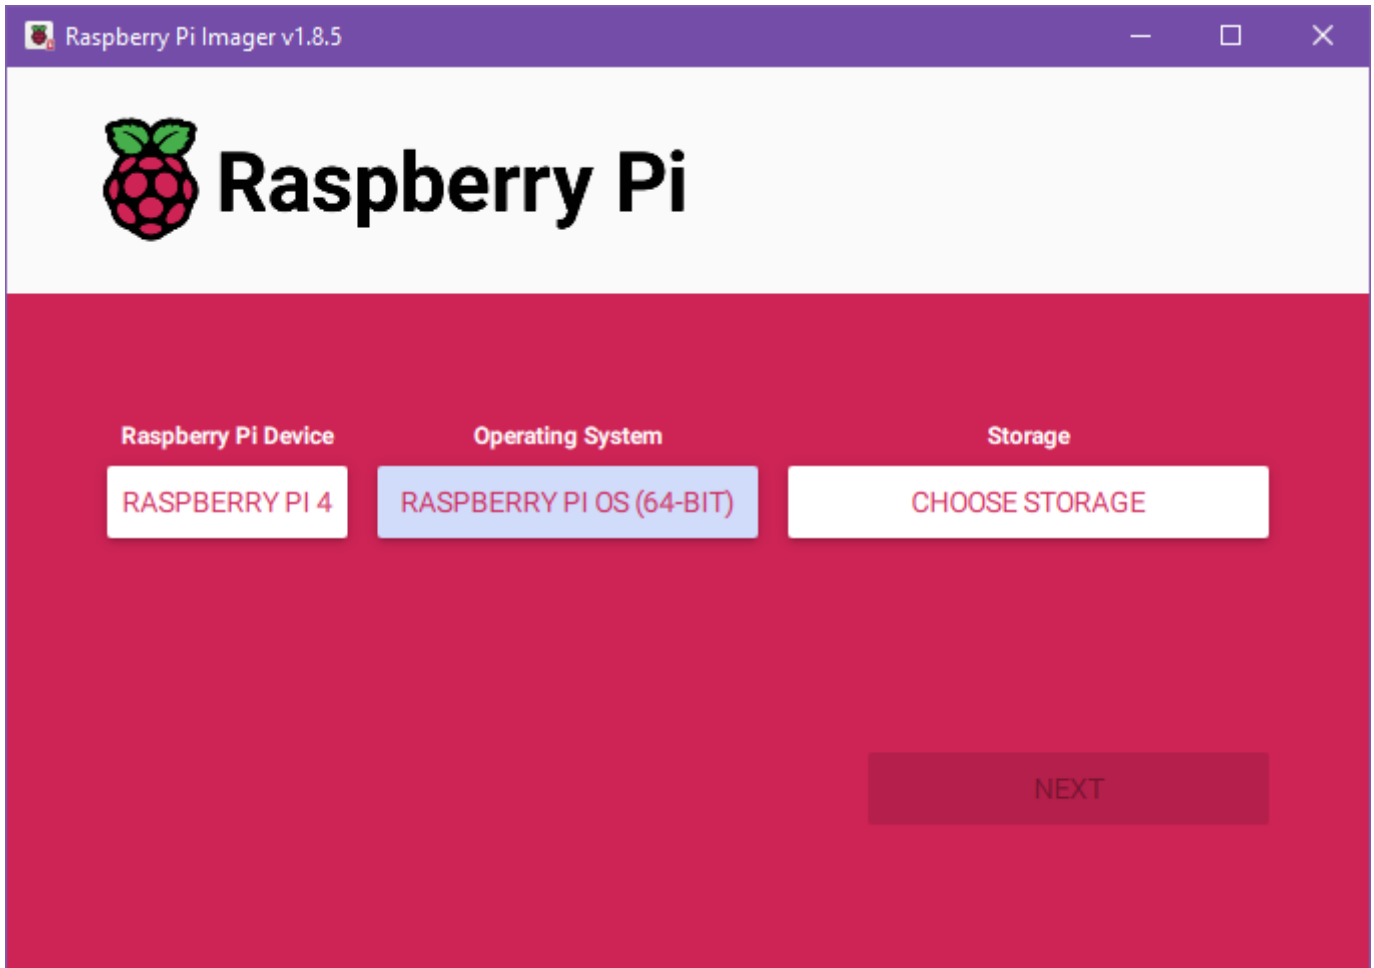 Raspberry Pi Imager v1.8.5
Raspberry Pi
Raspberry Pi Device
Operating System
Storage
RASPBERRY PI 4
RASPBERRY PI OS (64-BIT)
CHOOSE STORAGE
NEXT